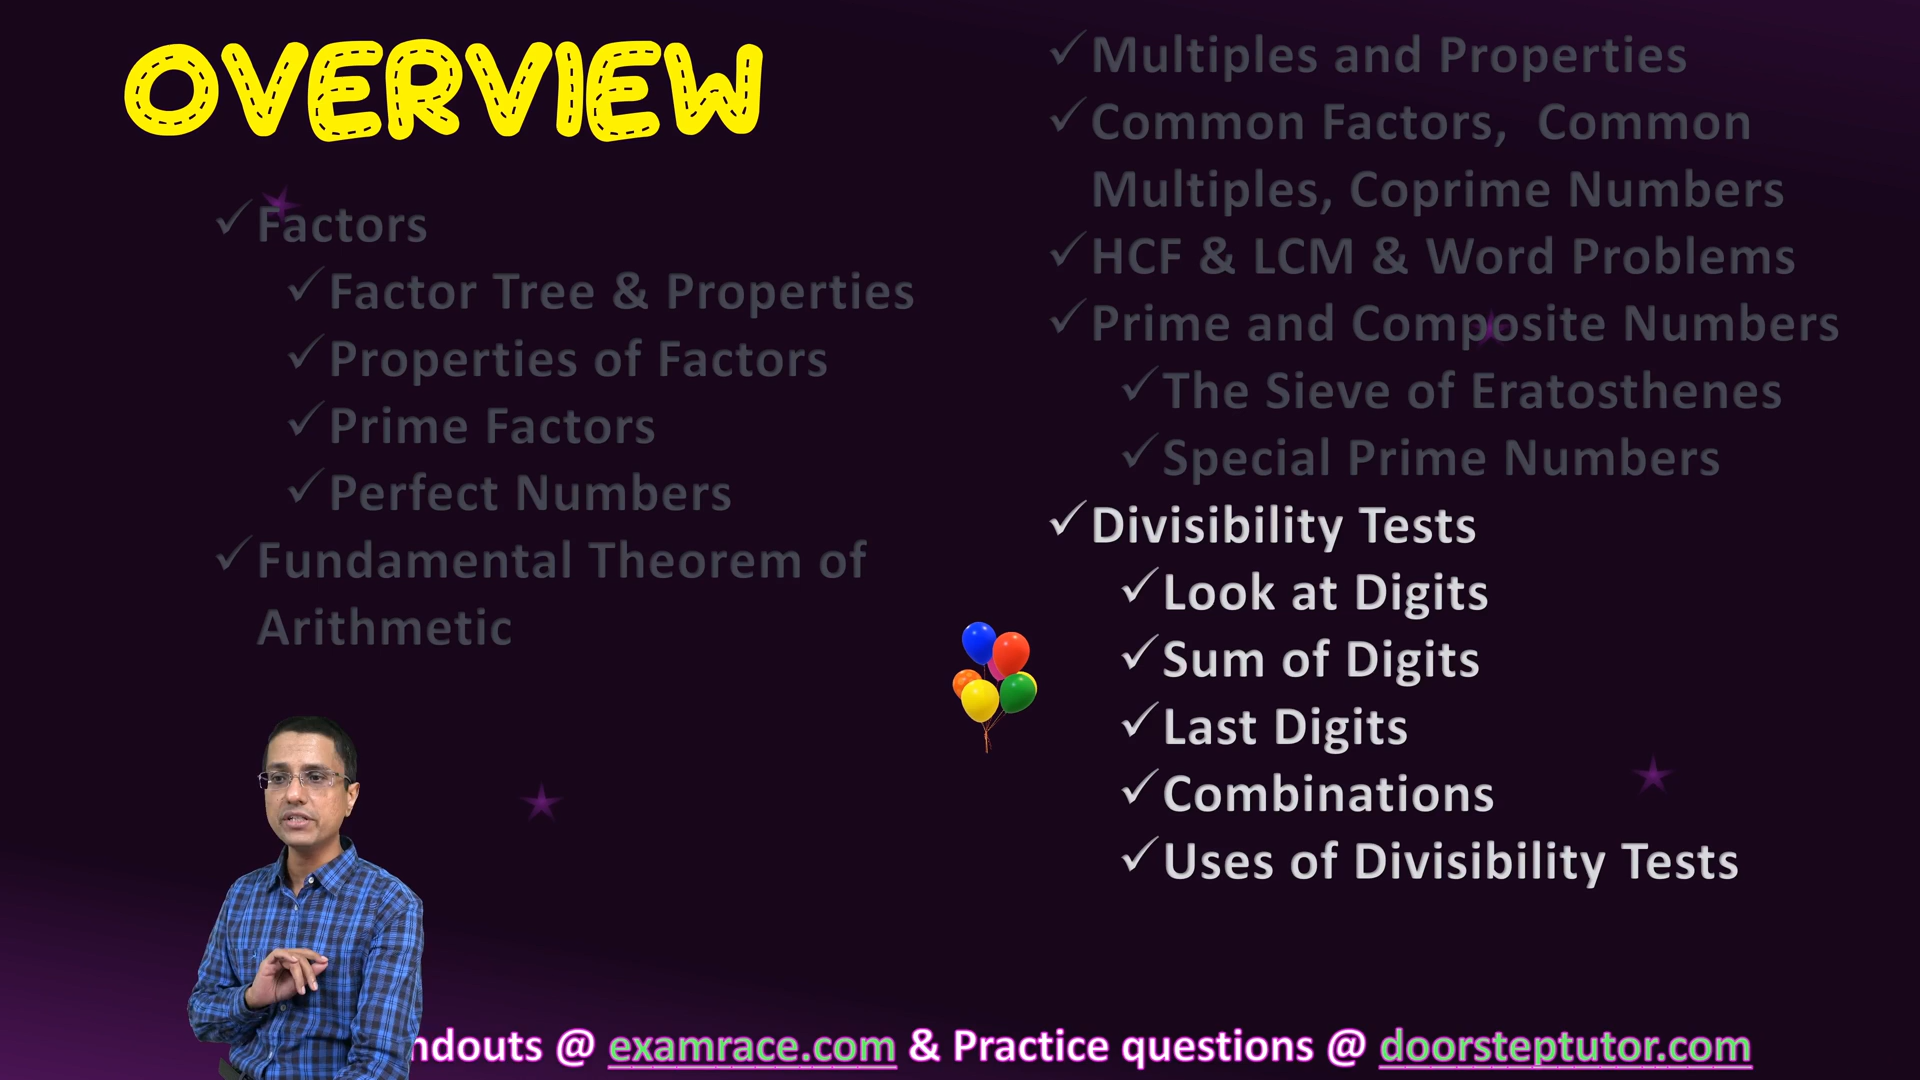 OVERVIEW
✓Factors
✓Factor Tree & Properties
✓Properties of Factors
✓Prime Factors
✓Perfect Numbers
✓Fundamental Theorem of
Arithmetic
✓Multiples and Properties
✓Common Factors, Common
Multiples, Coprime Numbers
✓HCF & LCM & Word Problems
✓Prime and Composite Numbers
✓The Sieve of Eratosthenes
✓Special Prime Numbers
✓Divisibility Tests
✓Look at Digits
✓Sum of Digits
✓Last Digits
✓Combinations
✓Uses of Divisibility Tests
ndouts @ examrace.com & Practice questions @ doorsteptutor.com